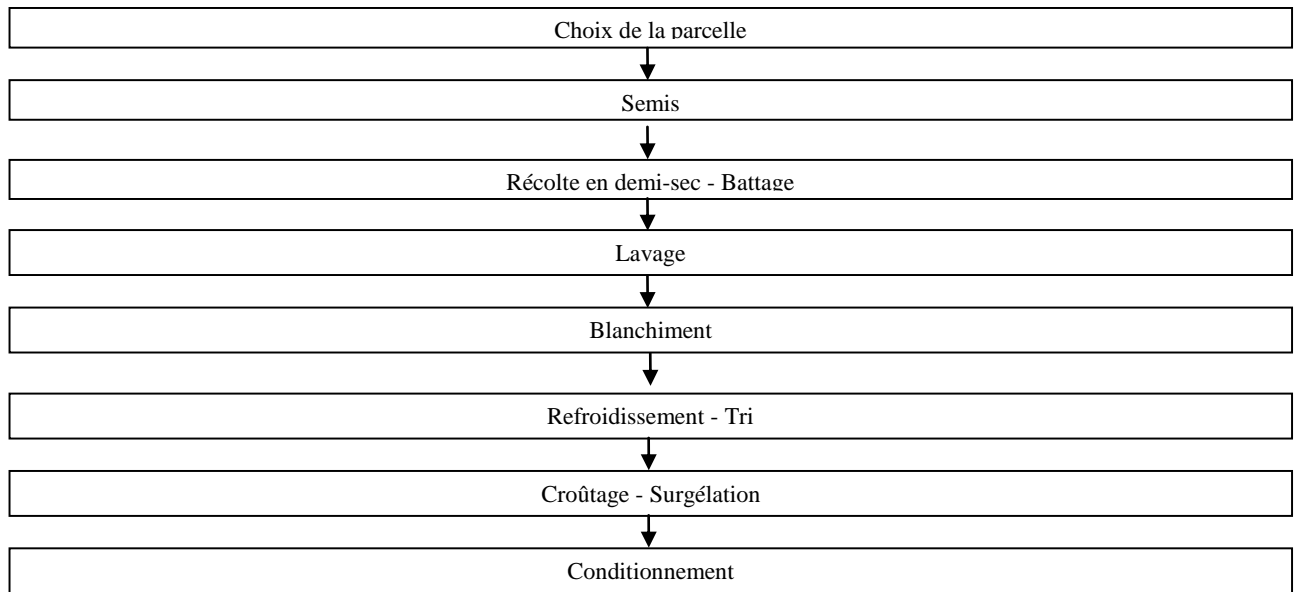 Choix de la parcelle
Semis
Récolte en demi-sec - Battage
Lavage
Blanchiment
Refroidissement - Tri
Croûtage - Surgélation
Conditionnement